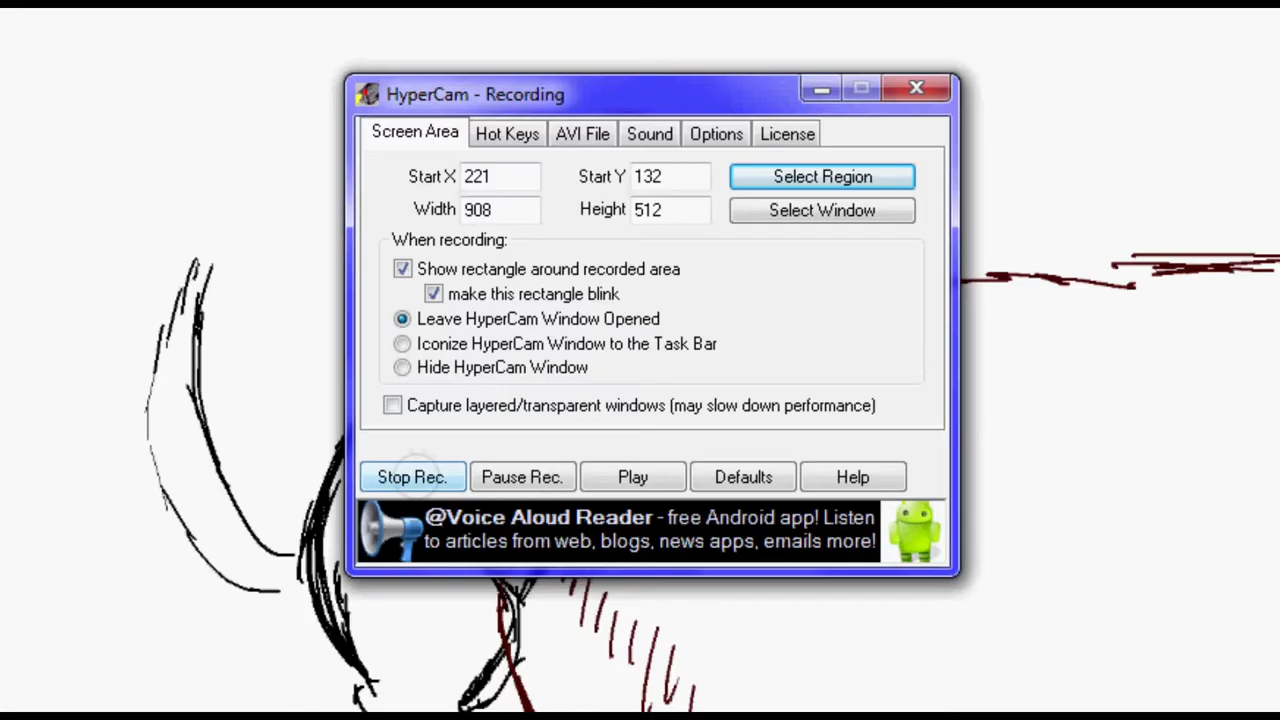 HyperCam - Recording
Screen Area Hot Keys AVI File Sound Options License
Start X 221 Start Y 132 Select Region
Width 908 Height 512 Select Window
When recording:
Show rectangle around recorded area
make this rectangle blink
Leave HyperCam Window Opened
Iconize HyperCam Window to the Task Bar
Hide HyperCam Window
Capture layered/transparent windows (may slow down performance)
Stop Rec. Pause Rec. Play Defaults Help
@Voice Aloud Reader - free Android app! Listen
to articles from web, blogs, news apps, emails more!